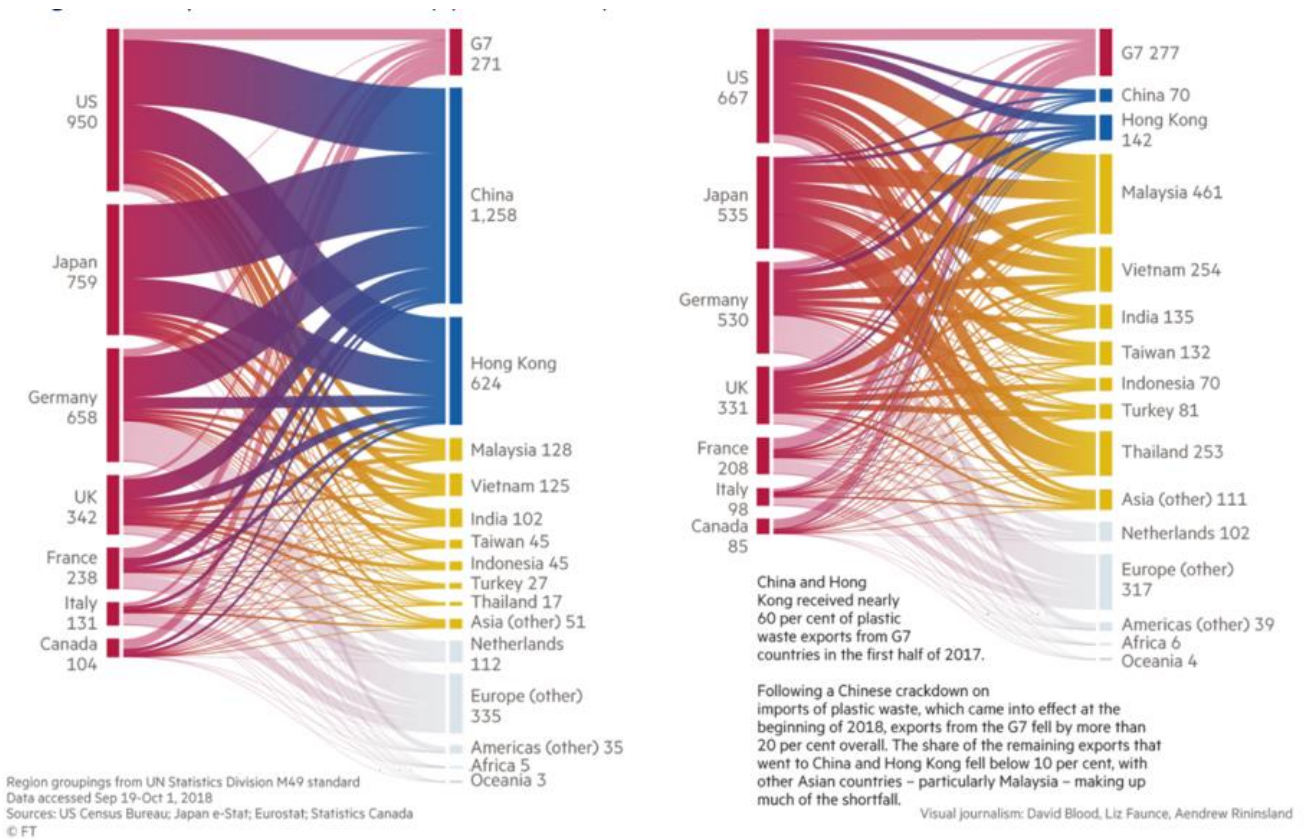 G7
271
US
950
China
1,258
Japan
759
Hong Kong
624
Germany
658
Malaysia 128
Vietnam 125
UK
342
India 102
Taiwan 45
France
238
Indonesia 45
Turkey 27
Italy
131
Thailand 17
Asia (other) 51
Canada
104
Netherlands
112
Europe (other)
335
Americas (other) 35
Africa 5
Oceania 3
Region groupings from UN Statistics Division M49 standard
Data accessed Sep 19-Oct 1, 2018
Sources: US Census Bureau; Japan e-Stat; Eurostat; Statistics Canada
© FT
G7 277
US
667
China 70
Hong Kong
142
Malaysia 461
Japan
535
Vietnam 254
Germany
530
India 135
Taiwan 132
UK
331
Indonesia 70
Turkey 81
France
208
Thailand 253
Italy
98
Asia (other) 111
Canada
85
Netherlands 102
Europe (other)
317
Americas (other) 39
Africa 6
Oceania 4
China and Hong
Kong received nearly
60 per cent of plastic
waste exports from G7
countries in the first half of 2017.
Following a Chinese crackdown on
imports of plastic waste, which came into effect at the
beginning of 2018, exports from the G7 fell by more than
20 per cent overall. The share of the remaining exports that
went to China and Hong Kong fell below 10 per cent, with
other Asian countries – particularly Malaysia – making up
much of the shortfall.
Visual journalism: David Blood, Liz Faunce, Aendrew Rininsland